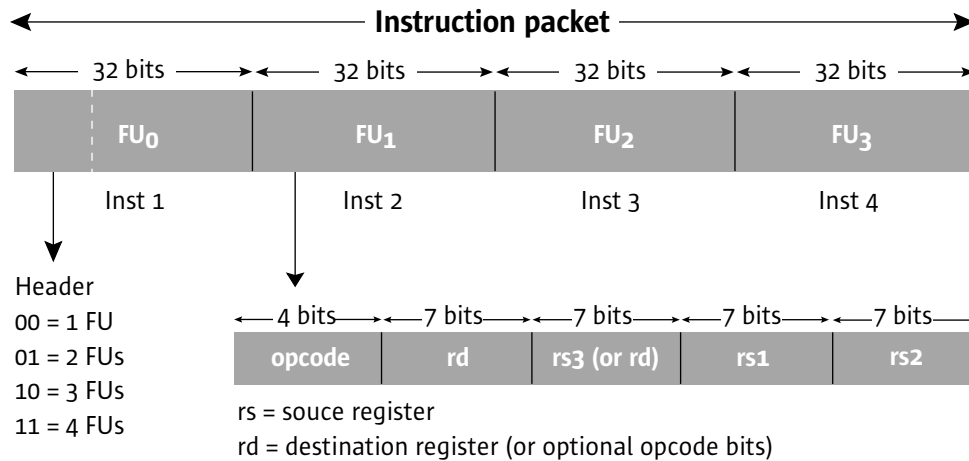 Instruction packet
32 bits 32 bits 32 bits 32 bits
FU0 FU1 FU2 FU3
Inst 1 Inst 2 Inst 3 Inst 4
Header
00 = 1 FU
01 = 2 FUs
10 = 3 FUs
11 = 4 FUs
4 bits 7 bits 7 bits 7 bits 7 bits
opcode rd rs3 (or rd) rs1 rs2
rs = souce register
rd = destination register (or optional opcode bits)